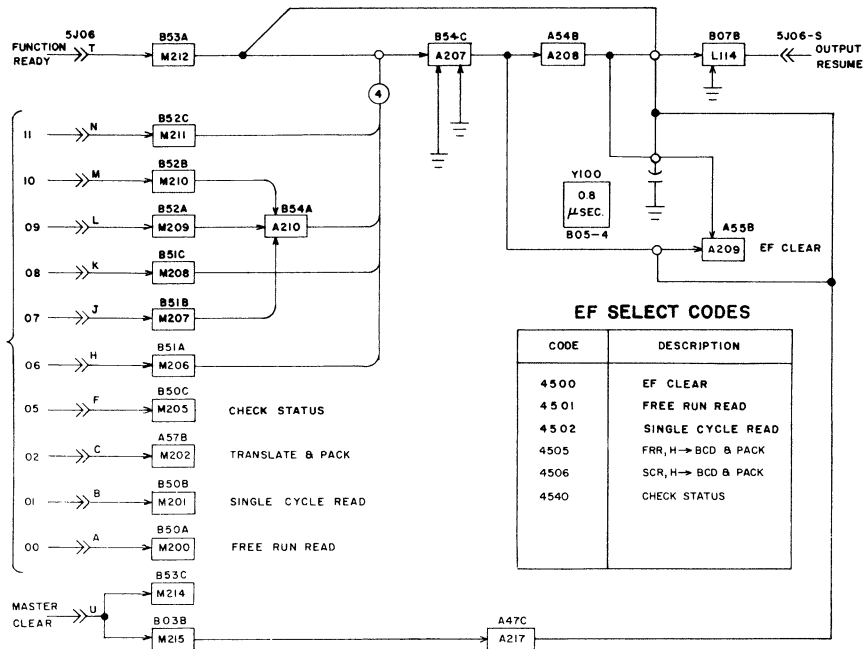 5J06
FUNCTION
READY
T
B53A
M212
B54-C
A207
A54B
A208
B07B
L114
5J06-S
OUTPUT
RESUME
4
11
N
B52C
M211
10
M
B52B
M210
09
L
B52A
M209
B54A
A210
08
K
B51C
M208
07
J
B51B
M207
06
H
B51A
M206
05
F
B50C
M205
CHECK STATUS
02
C
A57B
M202
TRANSLATE & PACK
01
B
B50B
M201
SINGLE CYCLE READ
00
A
B50A
M200
FREE RUN READ
MASTER
CLEAR
U
B53C
M214
B03B
M215
A47C
A217
Y100
0.8
μSEC.
B05-4
A55B
A209
EF CLEAR
EF SELECT CODES
CODE DESCRIPTION
4500 EF CLEAR
4501 FREE RUN READ
4502 SINGLE CYCLE READ
4505 FRR, H→BCD & PACK
4506 SCR, H→BCD & PACK
4540 CHECK STATUS